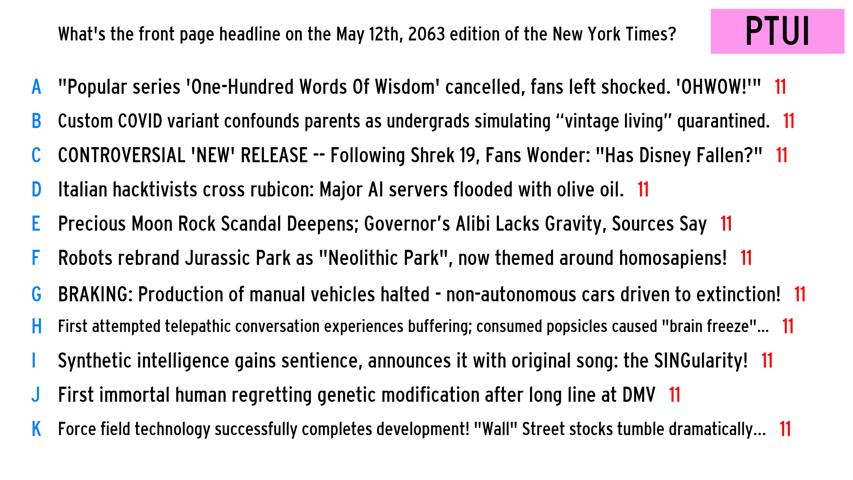 What's the front page headline on the May 12th, 2063 edition of the New York Times?
PTUI
A "Popular series 'One-Hundred Words Of Wisdom' cancelled, fans left shocked. 'OHWOW!'" 11
B Custom COVID variant confounds parents as undergrads simulating “vintage living” quarantined. 11
C CONTROVERSIAL 'NEW' RELEASE -- Following Shrek 19, Fans Wonder: "Has Disney Fallen?" 11
D Italian hacktivists cross rubicon: Major AI servers flooded with olive oil. 11
E Precious Moon Rock Scandal Deepens; Governor’s Alibi Lacks Gravity, Sources Say 11
F Robots rebrand Jurassic Park as "Neolithic Park", now themed around homosapiens! 11
G BRAKING: Production of manual vehicles halted - non-autonomous cars driven to extinction! 11
H First attempted telepathic conversation experiences buffering; consumed popsicles caused "brain freeze"... 11
I Synthetic intelligence gains sentience, announces it with original song: the SINGularity! 11
J First immortal human regretting genetic modification after long line at DMV 11
K Force field technology successfully completes development! "Wall" Street stocks tumble dramatically... 11